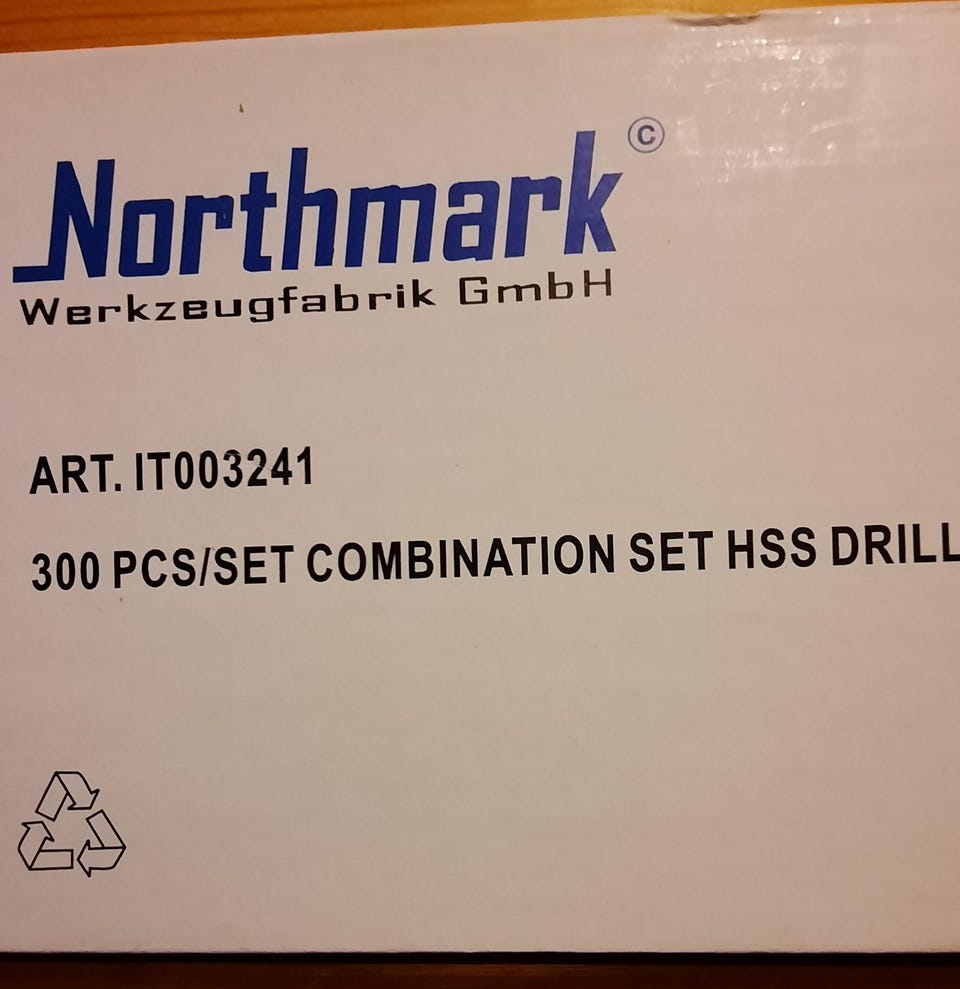 Northmark ©
Werkzeugfabrik GmbH
ART. IT003241
300 PCS/SET COMBINATION SET HSS DRILL